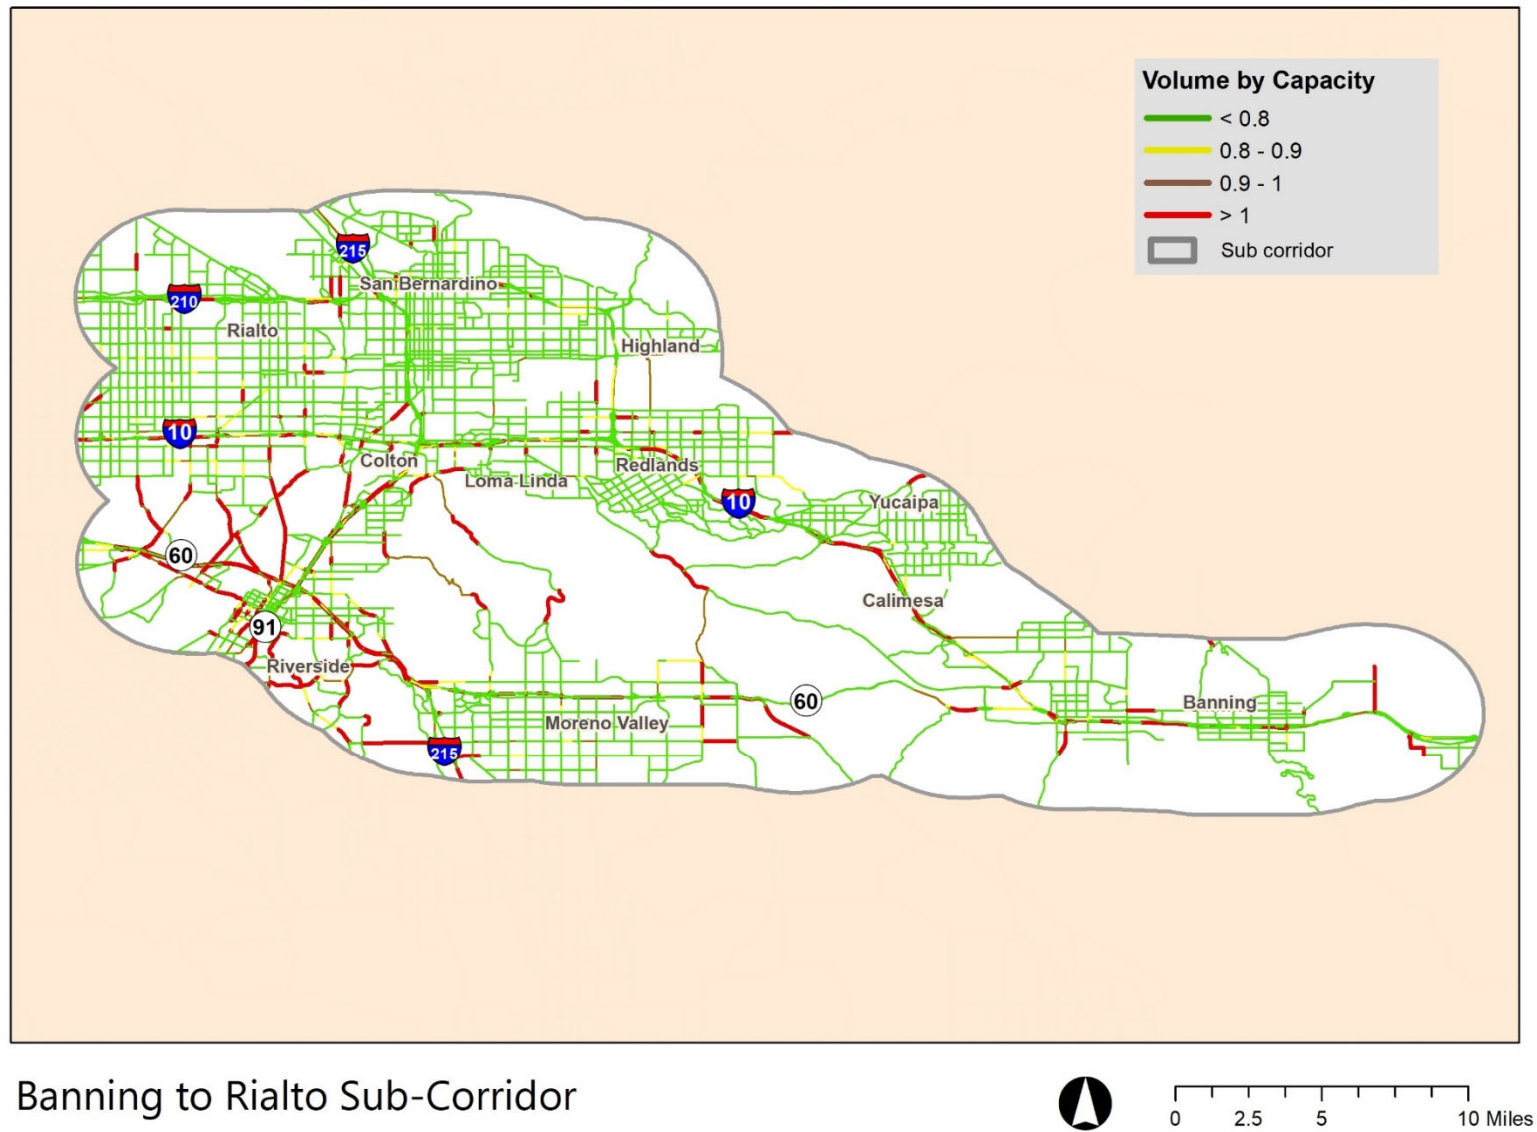 Volume by Capacity
< 0.8
0.8 - 0.9
0.9 - 1
> 1
Sub corridor
215
San Bernardino
210
Rialto
Highland
10
Colton
Redlands
Loma Linda
10
Yucaipa
60
Calimesa
91
Riverside
60
Banning
Moreno Valley
215
Banning to Rialto Sub-Corridor
0 2.5 5 10 Miles